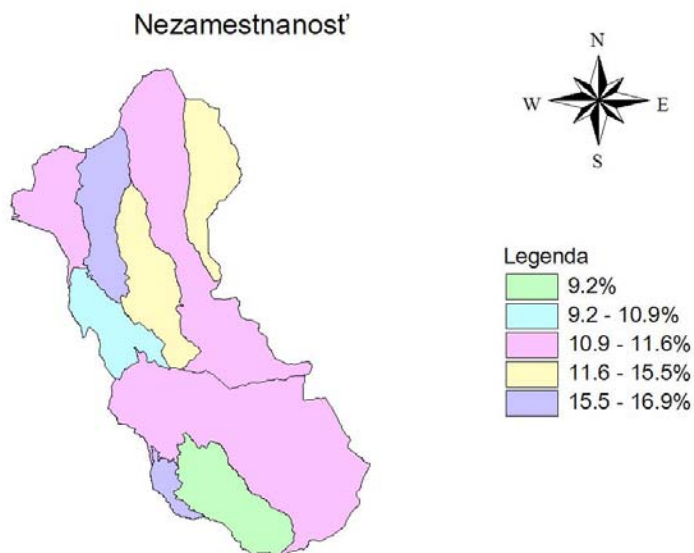 Nezamestnanosť
N
W E
S
Legenda
9.2%
9.2 - 10.9%
10.9 - 11.6%
11.6 - 15.5%
15.5 - 16.9%